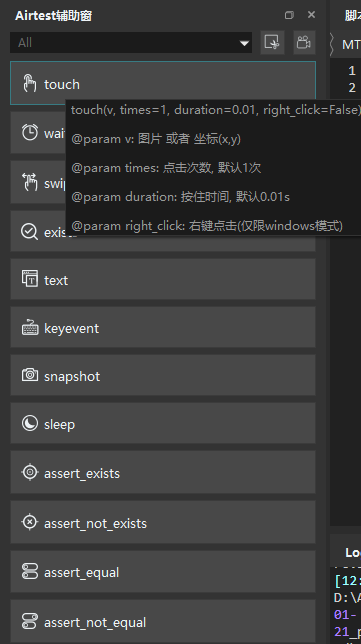 Airtest辅助窗
脚本
All
MT
1
2
touch
touch(v, times=1, duration=0.01, right_click=False)
@param v: 图片 或者 坐标(x,y)
@param times: 点击次数, 默认1次
@param duration: 按住时间, 默认0.01s
@param right_click: 右键点击(仅限windows模式)
text
keyevent
snapshot
sleep
assert_exists
assert_not_exists
assert_equal
assert_not_equal
Lo
[12:
D:\A
01-
21_p